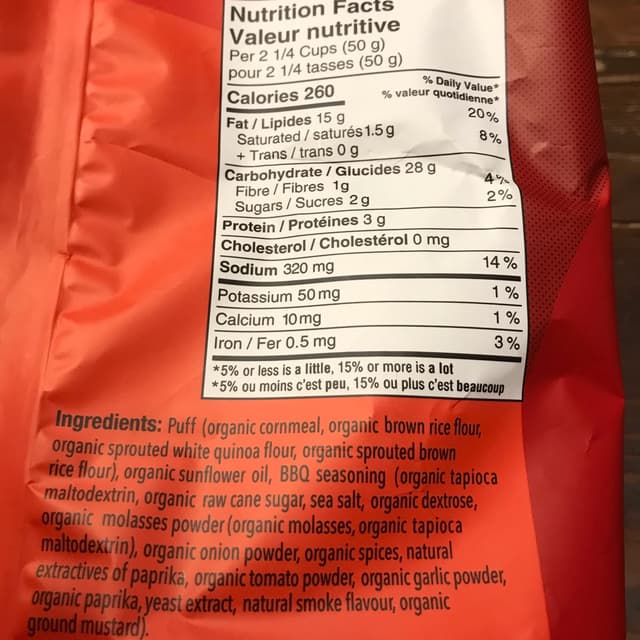 Nutrition Facts
Valeur nutritive
Per 2 1/4 Cups (50 g)
pour 2 1/4 tasses (50 g)
% Daily Value*
Calories 260 % valeur quotidienne*
Fat / Lipides 15 g 20%
Saturated / saturés 1.5 g 8%
+ Trans / trans 0 g
Carbohydrate / Glucides 28 g
Fibre / Fibres 1g 4%
Sugars / Sucres 2 g 2%
Protein / Protéines 3 g
Cholesterol / Cholestérol 0 mg
Sodium 320 mg 14 %
Potassium 50 mg 1 %
Calcium 10 mg 1 %
Iron / Fer 0.5 mg 3 %
*5% or less is a little, 15% or more is a lot
*5% ou moins c'est peu, 15% ou plus c'est beaucoup
Ingredients: Puff (organic cornmeal, organic brown rice flour,
organic sprouted white quinoa flour, organic sprouted brown
rice flour), organic sunflower oil, BBQ seasoning (organic tapioca
maltodextrin, organic raw cane sugar, sea salt, organic dextrose,
organic molasses powder (organic molasses, organic tapioca
maltodextrin), organic onion powder, organic spices, natural
extractives of paprika, organic tomato powder, organic garlic powder,
organic paprika, yeast extract, natural smoke flavour, organic
ground mustard).